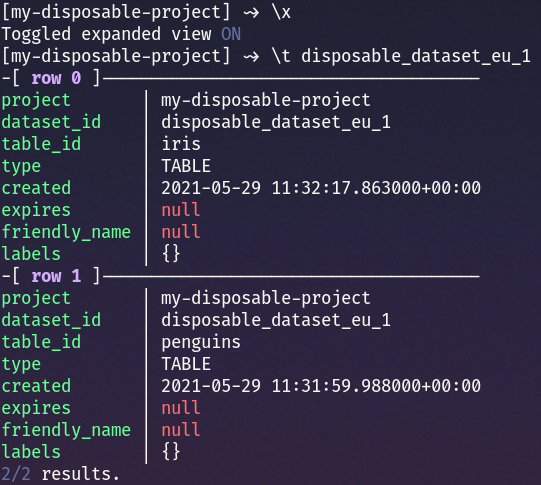 [my-disposable-project] ⤳ \x
Toggled expanded view ON
[my-disposable-project] ⤳ \t disposable_dataset_eu_1
-[ row 0 ]──────────────────────────────
project | my-disposable-project
dataset_id | disposable_dataset_eu_1
table_id | iris
type | TABLE
created | 2021-05-29 11:32:17.863000+00:00
expires | null
friendly_name | null
labels | {}
-[ row 1 ]──────────────────────────────
project | my-disposable-project
dataset_id | disposable_dataset_eu_1
table_id | penguins
type | TABLE
created | 2021-05-29 11:31:59.988000+00:00
expires | null
friendly_name | null
labels | {}
2/2 results.